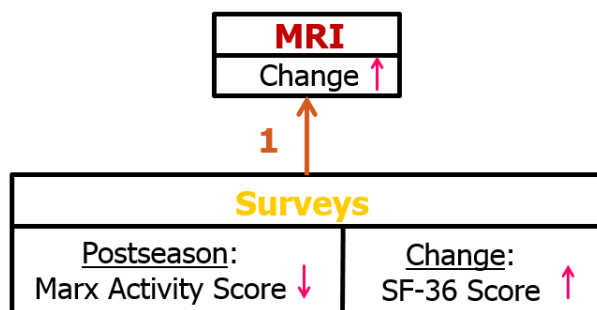 MRI
Change ↑
1
Surveys
Postseason:
Marx Activity Score ↓
Change:
SF-36 Score ↑